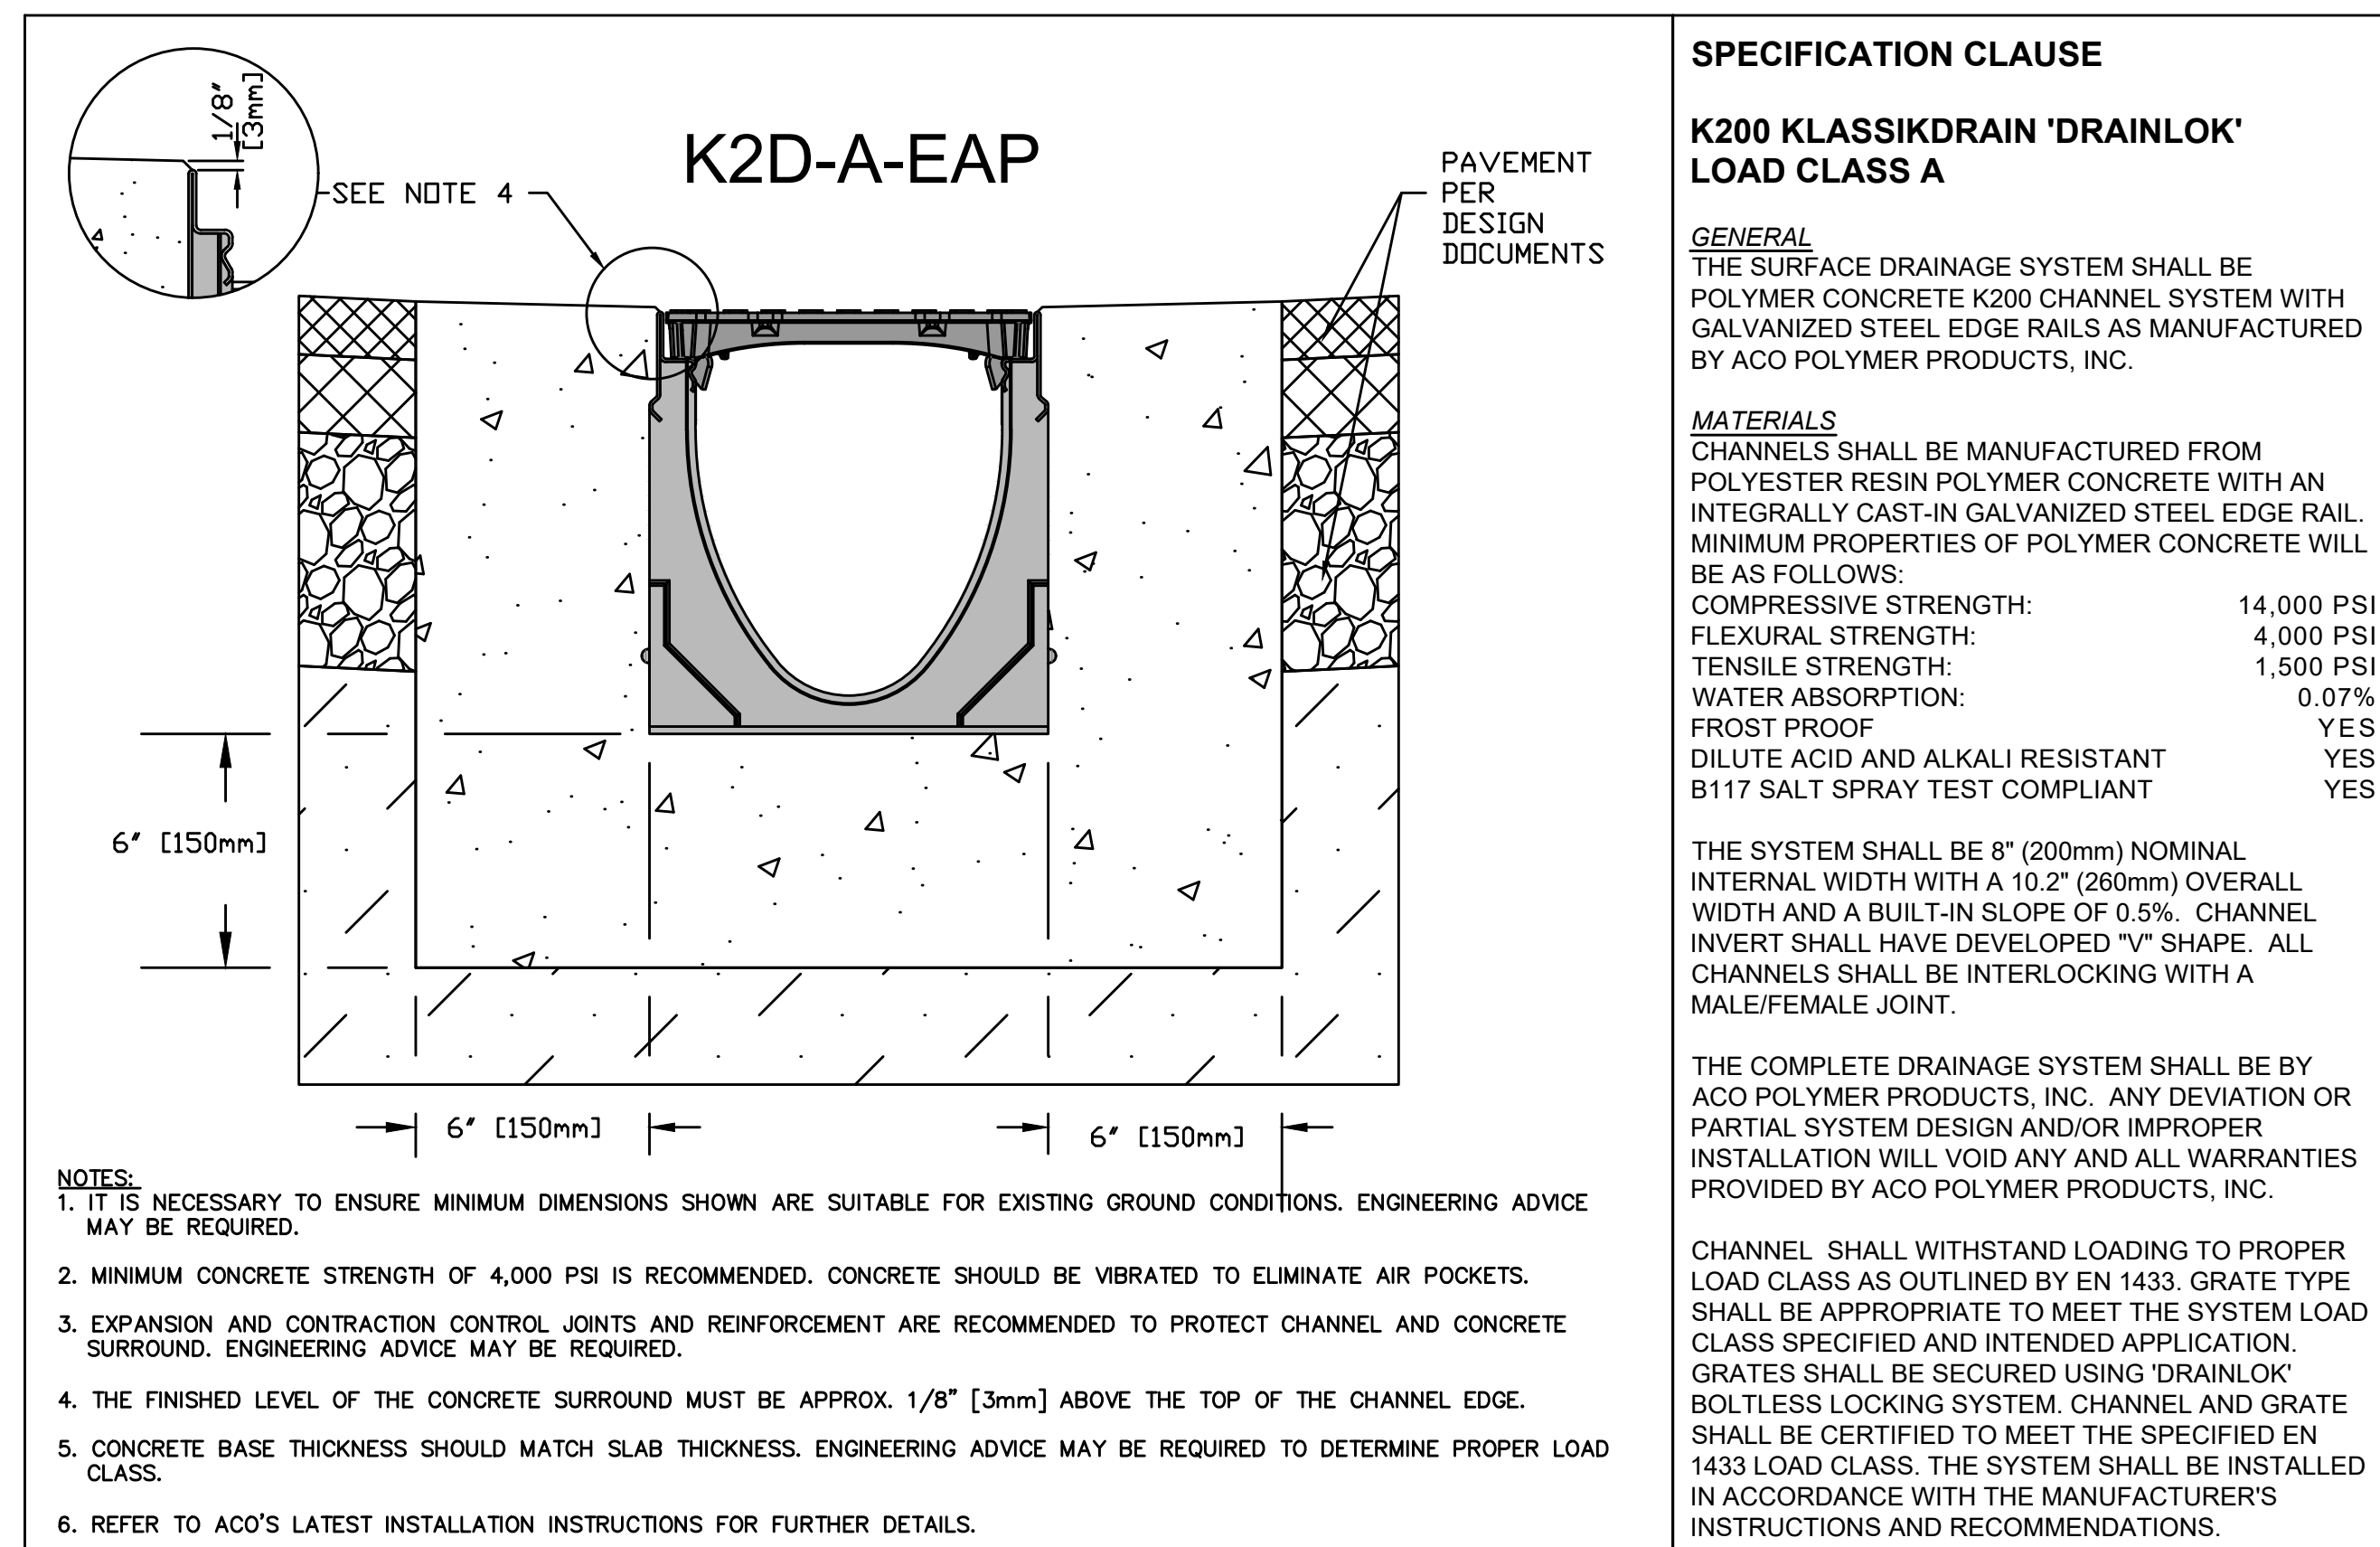 1/8"
[3mm]
K2D-A-EAP
SEE NOTE 4
PAVEMENT
PER
DESIGN
DOCUMENTS
6" [150mm]
6" [150mm]
6" [150mm]
NOTES:
1. IT IS NECESSARY TO ENSURE MINIMUM DIMENSIONS SHOWN ARE SUITABLE FOR EXISTING GROUND CONDITIONS. ENGINEERING ADVICE
MAY BE REQUIRED.
2. MINIMUM CONCRETE STRENGTH OF 4,000 PSI IS RECOMMENDED. CONCRETE SHOULD BE VIBRATED TO ELIMINATE AIR POCKETS.
3. EXPANSION AND CONTRACTION CONTROL JOINTS AND REINFORCEMENT ARE RECOMMENDED TO PROTECT CHANNEL AND CONCRETE
SURROUND. ENGINEERING ADVICE MAY BE REQUIRED.
4. THE FINISHED LEVEL OF THE CONCRETE SURROUND MUST BE APPROX. 1/8" [3mm] ABOVE THE TOP OF THE CHANNEL EDGE.
5. CONCRETE BASE THICKNESS SHOULD MATCH SLAB THICKNESS. ENGINEERING ADVICE MAY BE REQUIRED TO DETERMINE PROPER LOAD
CLASS.
6. REFER TO ACO'S LATEST INSTALLATION INSTRUCTIONS FOR FURTHER DETAILS.
SPECIFICATION CLAUSE
K200 KLASSIKDRAIN 'DRAINLOK'
LOAD CLASS A
GENERAL
THE SURFACE DRAINAGE SYSTEM SHALL BE
POLYMER CONCRETE K200 CHANNEL SYSTEM WITH
GALVANIZED STEEL EDGE RAILS AS MANUFACTURED
BY ACO POLYMER PRODUCTS, INC.
MATERIALS
CHANNELS SHALL BE MANUFACTURED FROM
POLYESTER RESIN POLYMER CONCRETE WITH AN
INTEGRALLY CAST-IN GALVANIZED STEEL EDGE RAIL.
MINIMUM PROPERTIES OF POLYMER CONCRETE WILL
BE AS FOLLOWS:
COMPRESSIVE STRENGTH: 14,000 PSI
FLEXURAL STRENGTH: 4,000 PSI
TENSILE STRENGTH: 1,500 PSI
WATER ABSORPTION: 0.07%
FROST PROOF YES
DILUTE ACID AND ALKALI RESISTANT YES
B117 SALT SPRAY TEST COMPLIANT YES
THE SYSTEM SHALL BE 8" (200mm) NOMINAL
INTERNAL WIDTH WITH A 10.2" (260mm) OVERALL
WIDTH AND A BUILT-IN SLOPE OF 0.5%. CHANNEL
INVERT SHALL HAVE DEVELOPED "V" SHAPE. ALL
CHANNELS SHALL BE INTERLOCKING WITH A
MALE/FEMALE JOINT.
THE COMPLETE DRAINAGE SYSTEM SHALL BE BY
ACO POLYMER PRODUCTS, INC. ANY DEVIATION OR
PARTIAL SYSTEM DESIGN AND/OR IMPROPER
INSTALLATION WILL VOID ANY AND ALL WARRANTIES
PROVIDED BY ACO POLYMER PRODUCTS, INC.
CHANNEL SHALL WITHSTAND LOADING TO PROPER
LOAD CLASS AS OUTLINED BY EN 1433. GRATE TYPE
SHALL BE APPROPRIATE TO MEET THE SYSTEM LOAD
CLASS SPECIFIED AND INTENDED APPLICATION.
GRATES SHALL BE SECURED USING 'DRAINLOK'
BOLTLESS LOCKING SYSTEM. CHANNEL AND GRATE
SHALL BE CERTIFIED TO MEET THE SPECIFIED EN
1433 LOAD CLASS. THE SYSTEM SHALL BE INSTALLED
IN ACCORDANCE WITH THE MANUFACTURER'S
INSTRUCTIONS AND RECOMMENDATIONS.